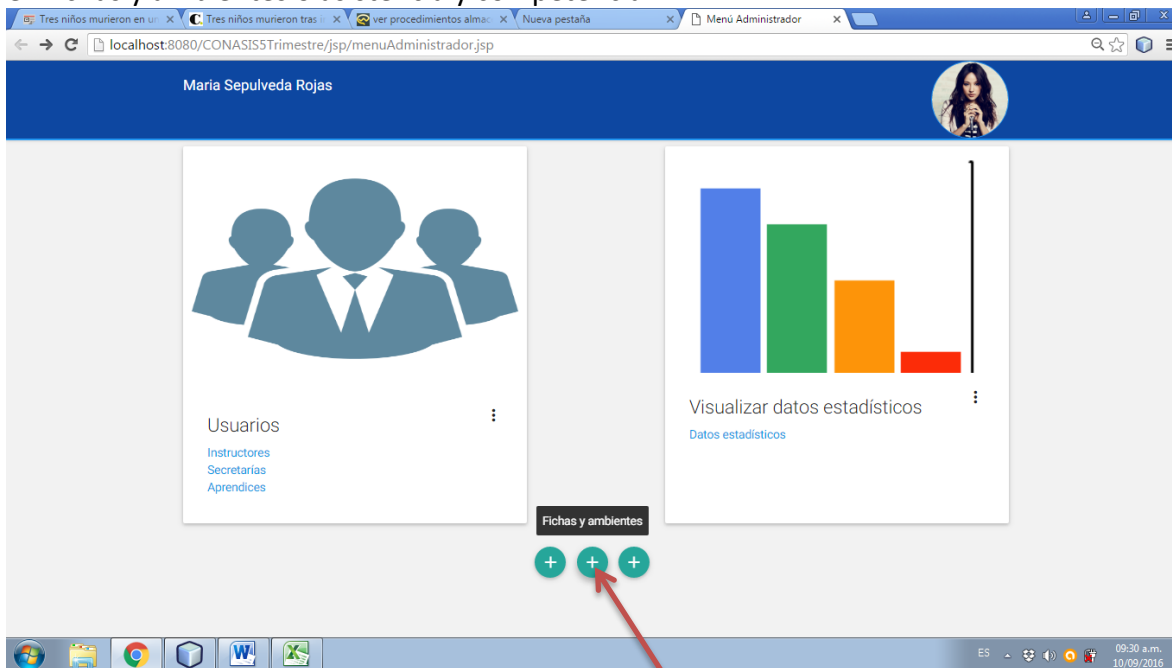 Tres niños murieron en un
Tres niños murieron tras i
ver procedimientos almac
Nueva pestaña
Menú Administrador
localhost:8080/CONASIS5Trimestre/jsp/menuAdministrador.jsp
Maria Sepulveda Rojas
Usuarios
Instructores
Secretarías
Aprendices
Visualizar datos estadísticos
Datos estadísticos
Fichas y ambientes
ES
09:30 a.m.
10/09/2016